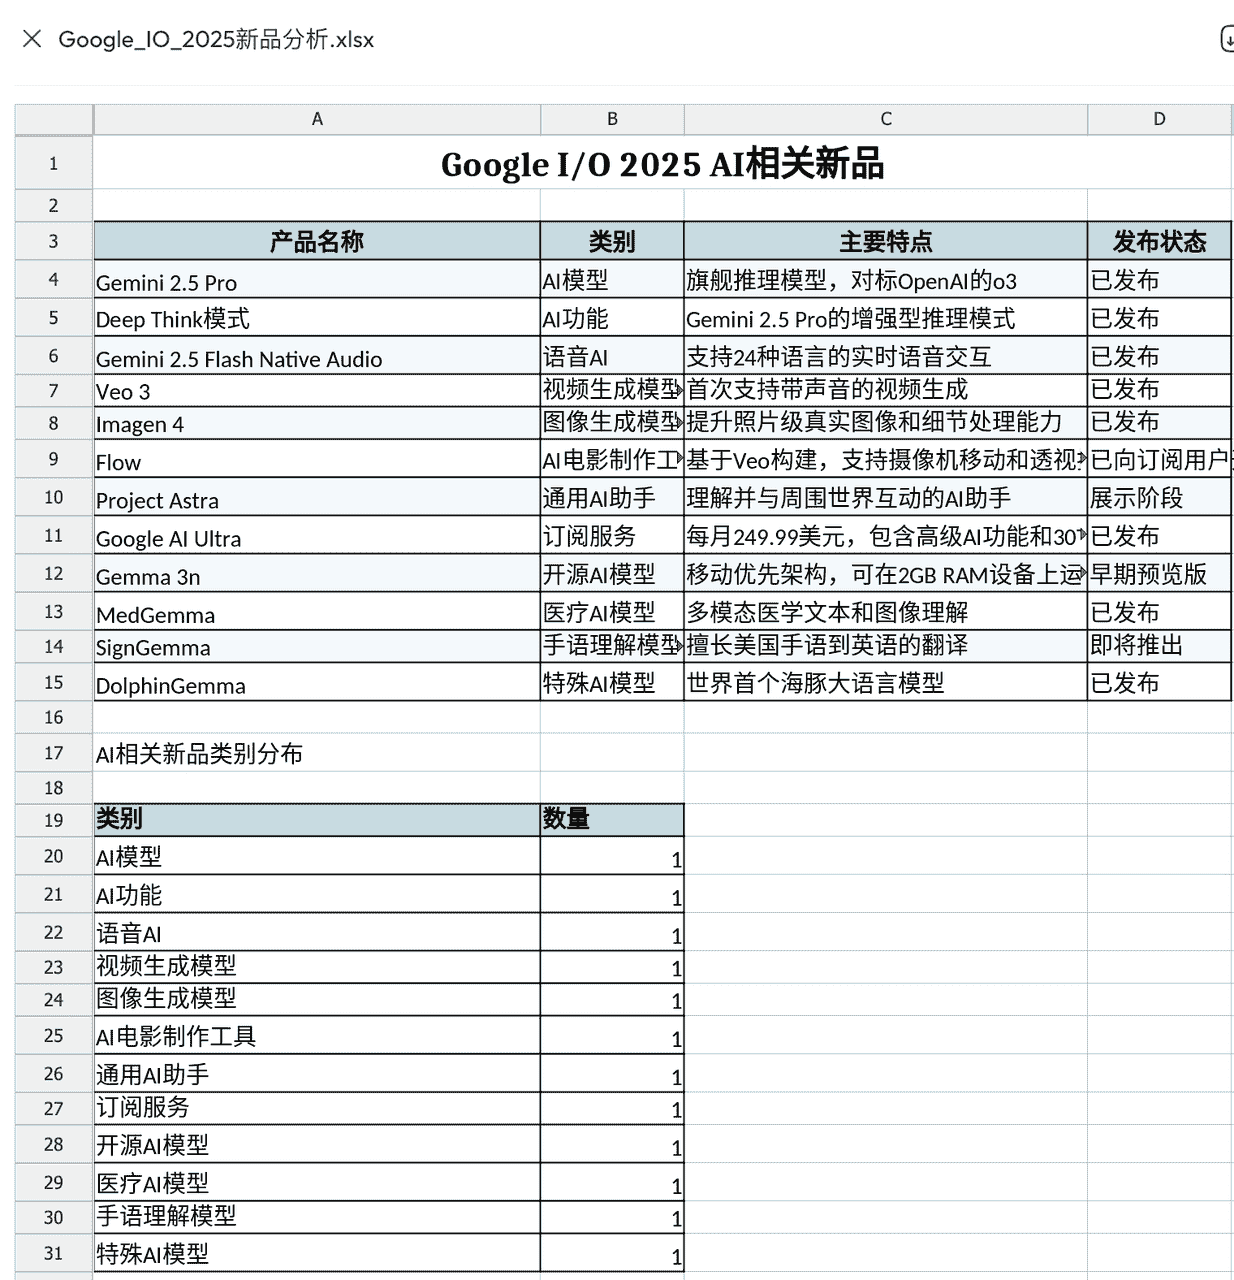 Google_IO_2025新品分析.xlsx
A B C D
1 Google I/O 2025 AI相关新品
2
3 产品名称 类别 主要特点 发布状态
4 Gemini 2.5 Pro AI模型 旗舰推理模型，对标OpenAI的o3 已发布
5 Deep Think模式 AI功能 Gemini 2.5 Pro的增强型推理模式 已发布
6 Gemini 2.5 Flash Native Audio 语音AI 支持24种语言的实时语音交互 已发布
7 Veo 3 视频生成模型 首次支持带声音的视频生成 已发布
8 Imagen 4 图像生成模型 提升照片级真实图像和细节处理能力 已发布
9 Flow AI电影制作工 基于Veo构建，支持摄像机移动和透视 已向订阅用户
10 Project Astra 通用AI助手 理解并与周围世界互动的AI助手 展示阶段
11 Google AI Ultra 订阅服务 每月249.99美元，包含高级AI功能和30 已发布
12 Gemma 3n 开源AI模型 移动优先架构，可在2GB RAM设备上运 早期预览版
13 MedGemma 医疗AI模型 多模态医学文本和图像理解 已发布
14 SignGemma 手语理解模型 擅长美国手语到英语的翻译 即将推出
15 DolphinGemma 特殊AI模型 世界首个海豚大语言模型 已发布
16
17 AI相关新品类别分布
18
19 类别 数量
20 AI模型 1
21 AI功能 1
22 语音AI 1
23 视频生成模型 1
24 图像生成模型 1
25 AI电影制作工具 1
26 通用AI助手 1
27 订阅服务 1
28 开源AI模型 1
29 医疗AI模型 1
30 手语理解模型 1
31 特殊AI模型 1